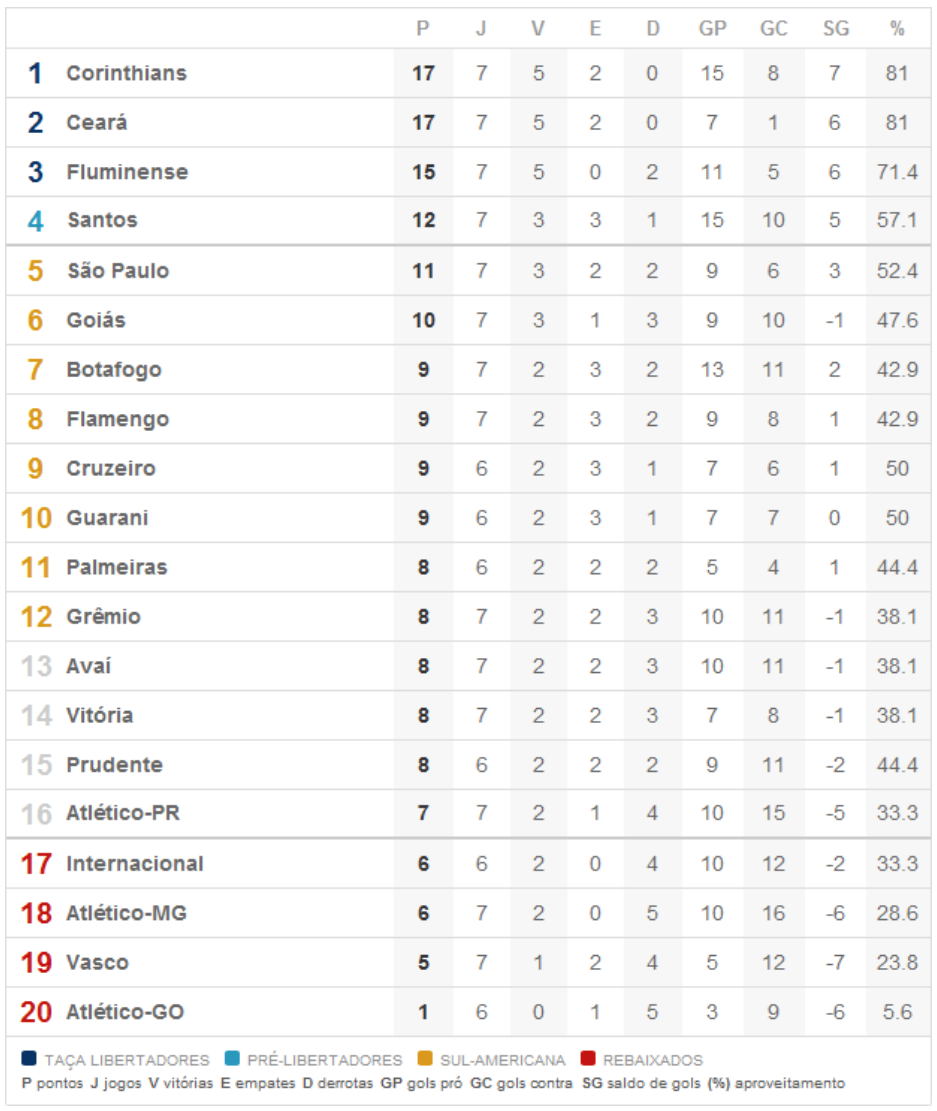 P J V E D GP GC SG %
1 Corinthians 17 7 5 2 0 15 8 7 81
2 Ceará 17 7 5 2 0 7 1 6 81
3 Fluminense 15 7 5 0 2 11 5 6 71.4
4 Santos 12 7 3 3 1 15 10 5 57.1
5 São Paulo 11 7 3 2 2 9 6 3 52.4
6 Goiás 10 7 3 1 3 9 10 -1 47.6
7 Botafogo 9 7 2 3 2 13 11 2 42.9
8 Flamengo 9 7 2 3 2 9 8 1 42.9
9 Cruzeiro 9 6 2 3 1 7 6 1 50
10 Guarani 9 6 2 3 1 7 7 0 50
11 Palmeiras 8 6 2 2 2 5 4 1 44.4
12 Grêmio 8 7 2 2 3 10 11 -1 38.1
13 Avaí 8 7 2 2 3 10 11 -1 38.1
14 Vitória 8 7 2 2 3 7 8 -1 38.1
15 Prudente 8 6 2 2 2 9 11 -2 44.4
16 Atlético-PR 7 7 2 1 4 10 15 -5 33.3
17 Internacional 6 6 2 0 4 10 12 -2 33.3
18 Atlético-MG 6 7 2 0 5 10 16 -6 28.6
19 Vasco 5 7 1 2 4 5 12 -7 23.8
20 Atlético-GO 1 6 0 1 5 3 9 -6 5.6
TAÇA LIBERTADORES PRÉ-LIBERTADORES SUL-AMERICANA REBAIXADOS
P pontos J jogos V vitórias E empates D derrotas GP gols pró GC gols contra SG saldo de gols (%) aproveitamento